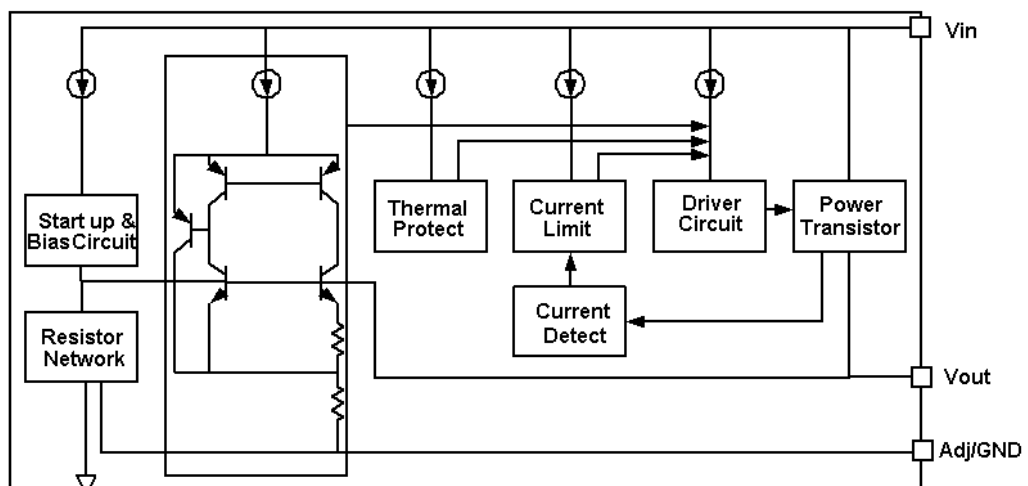 Vin
Start up &
Bias Circuit
Thermal
Protect
Current
Limit
Driver
Circuit
Power
Transistor
Resistor
Network
Current
Detect
Vout
Adj/GND